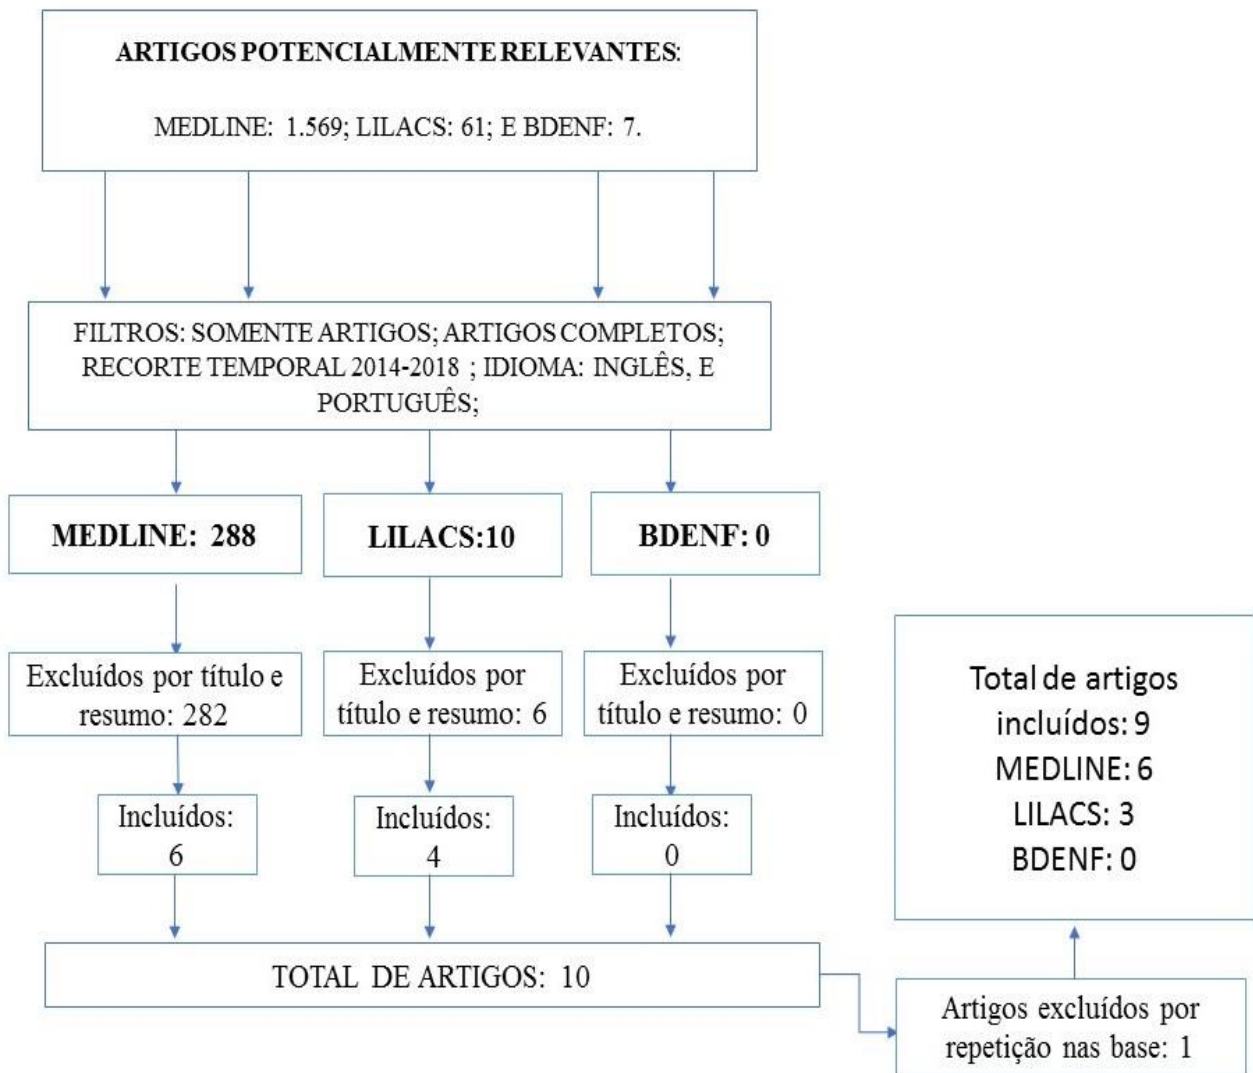 ARTIGOS POTENCIALMENTE RELEVANTES:
MEDLINE: 1.569; LILACS: 61; E BDENF: 7.
FILTROS: SOMENTE ARTIGOS; ARTIGOS COMPLETOS;
RECORTE TEMPORAL 2014-2018 ; IDIOMA: INGLÊS, E
PORTUGUÊS;
MEDLINE: 288
LILACS:10
BDENF: 0
Excluídos por título e
resumo: 282
Excluídos por
título e resumo: 6
Excluídos por
título e resumo: 0
Incluídos:
6
Incluídos:
4
Incluídos:
0
TOTAL DE ARTIGOS: 10
Artigos excluídos por
repetição nas base: 1
Total de artigos
incluídos: 9
MEDLINE: 6
LILACS: 3
BDENF: 0